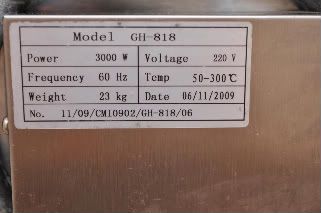 Model GH-818
Power 3000 W Voltage 220 V
Frequency 60 Hz Temp 50-300℃
Weight 23 kg Date 06/11/2009
No. 11/09/CM10902/GH-818/06